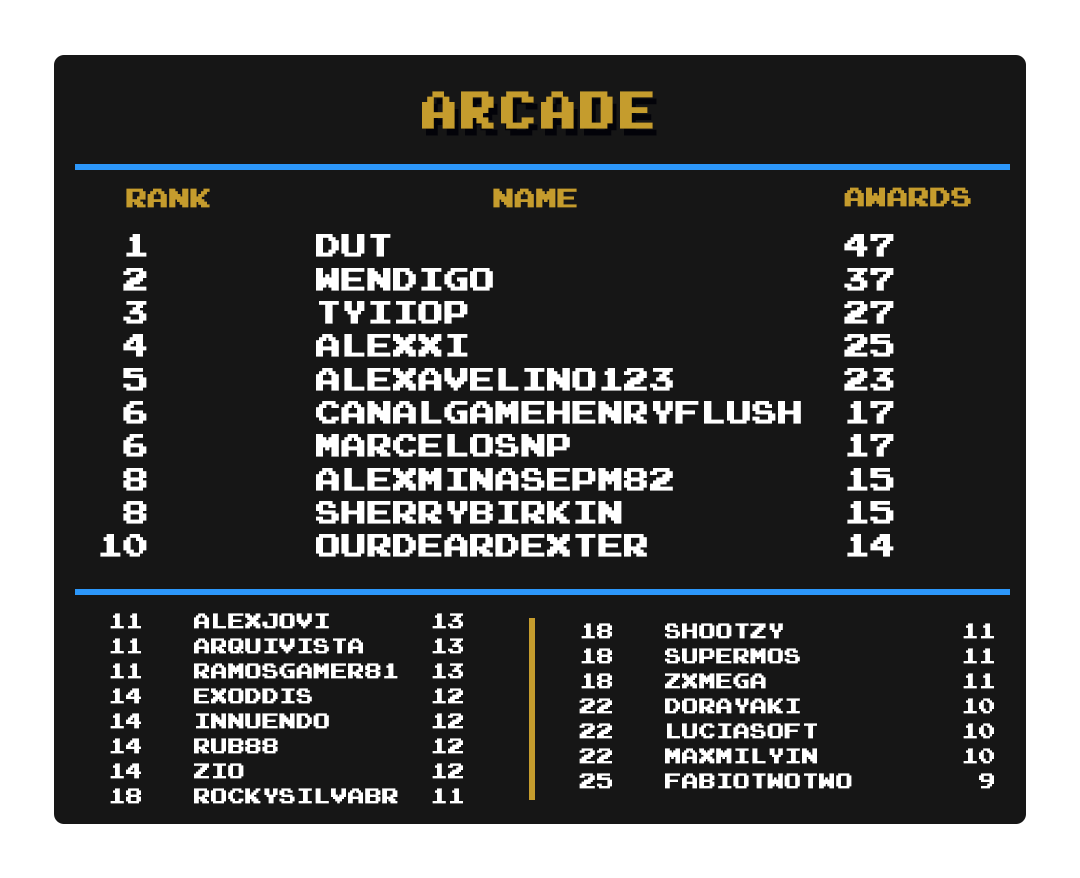 ARCADE
RANK NAME AWARDS
1 DUT 47
2 WENDIGO 37
3 TYIIOP 27
4 ALEXXI 25
5 ALEXAVELINO123 23
6 CANALGAMEHENRYFLUSH 17
6 MARCELOSNP 17
8 ALEXMINASEPM82 15
8 SHERRYBIRKIN 15
10 OURDEARDEXTER 14
11 ALEXJOVI 13
11 ARQUIVISTA 13
11 RAMOSGAMER81 13
14 EXODDIS 12
14 INNUENDO 12
14 RUB88 12
14 ZIO 12
18 ROCKYSILVABR 11
18 SHOOTZY 11
18 SUPERMOS 11
18 ZXMEGA 11
22 DORAYAKI 10
22 LUCIASOFT 10
22 MAXMILYIN 10
25 FABIOTWOTWO 9